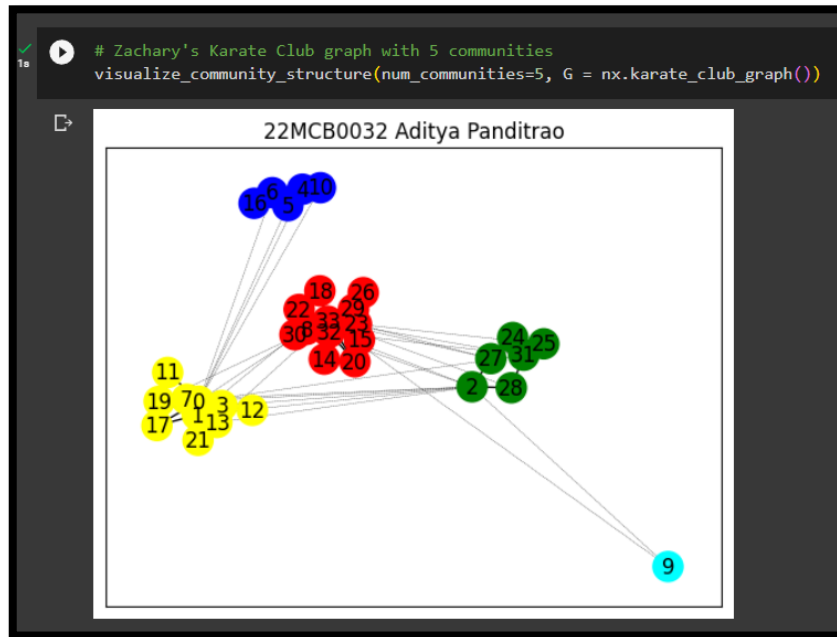 # Zachary's Karate Club graph with 5 communities
1s
visualize_community_structure(num_communities=5, G = nx.karate_club_graph())
22MCB0032 Aditya Panditrao
16 6 5 4 10
18 26
22 29
30 8 33 23
32 15
14 20
24 25
27 31
2 28
11
19 7 0 3 12
17 1 13
21
9